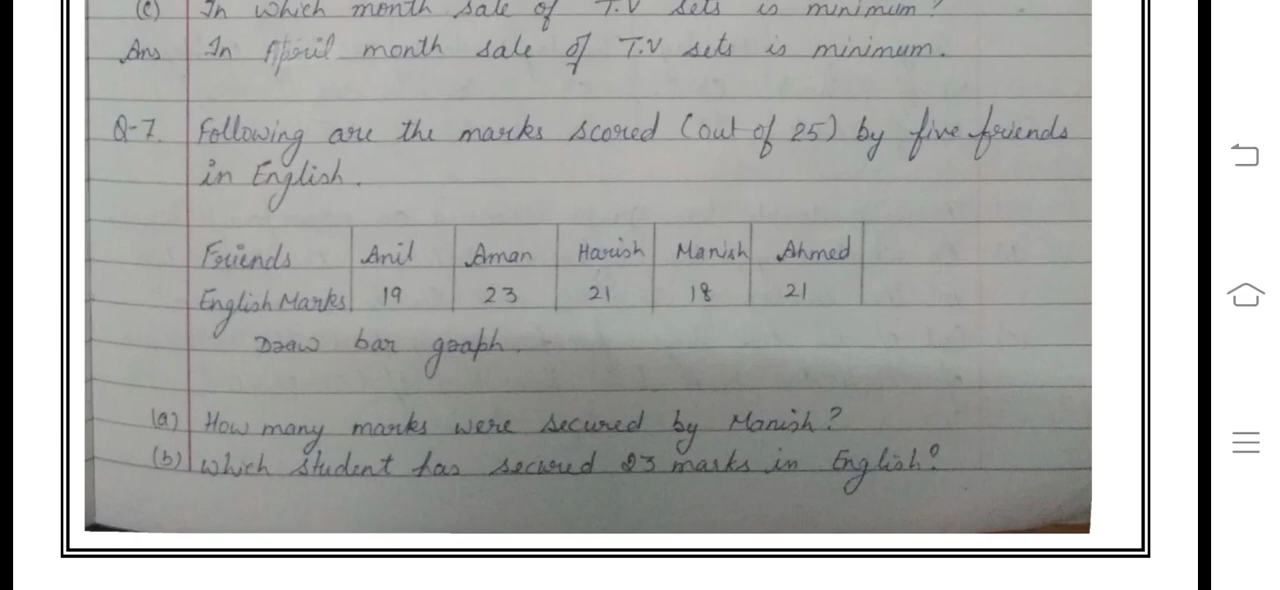 (c) In which month sale of T.V sets is minimum?
Ans In April month sale of T.V sets is minimum.
Q-7. Following are the marks scored (out of 25) by five friends
in English.
Friends Anil Aman Harish Manish Ahmed
English Marks 19 23 21 18 21
Draw bar graph.
(a) How many marks were secured by Manish?
(b) Which student has secured 23 marks in English?